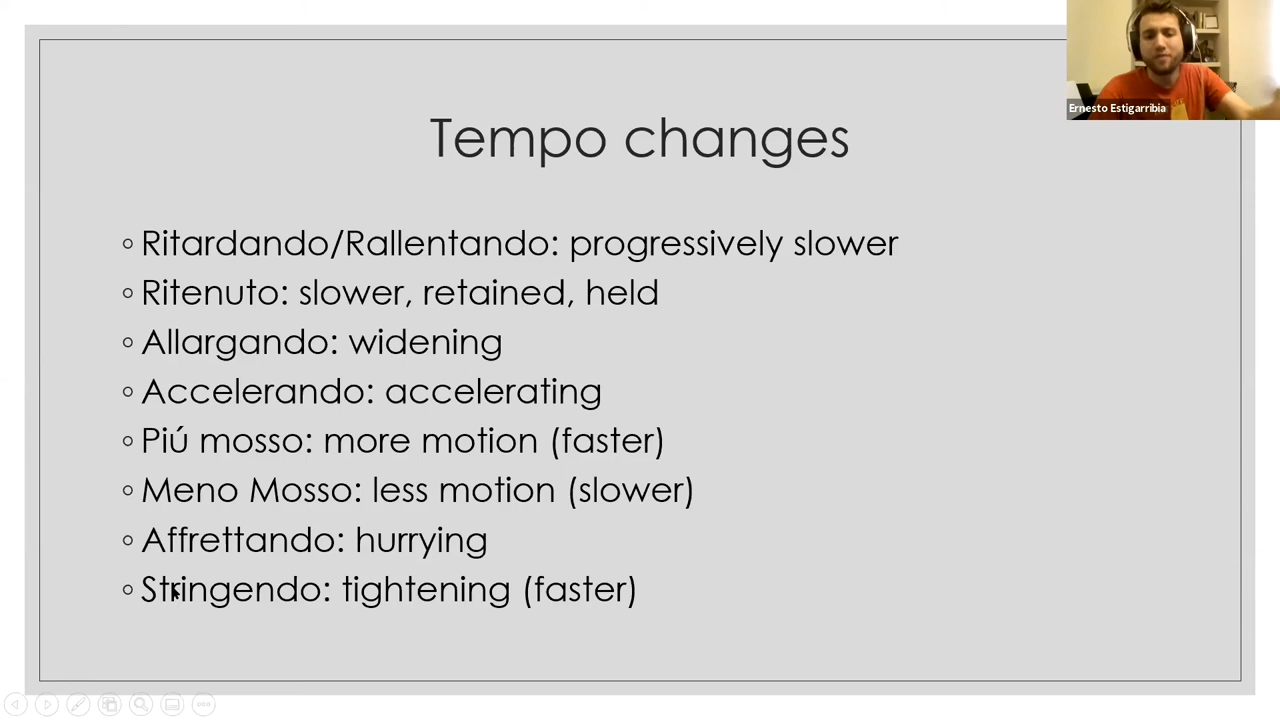 Ernesto Estigarribia
Tempo changes
Ritardando/Rallentando: progressively slower
Ritenuto: slower, retained, held
Allargando: widening
Accelerando: accelerating
Piú mosso: more motion (faster)
Meno Mosso: less motion (slower)
Affrettando: hurrying
Stringendo: tightening (faster)